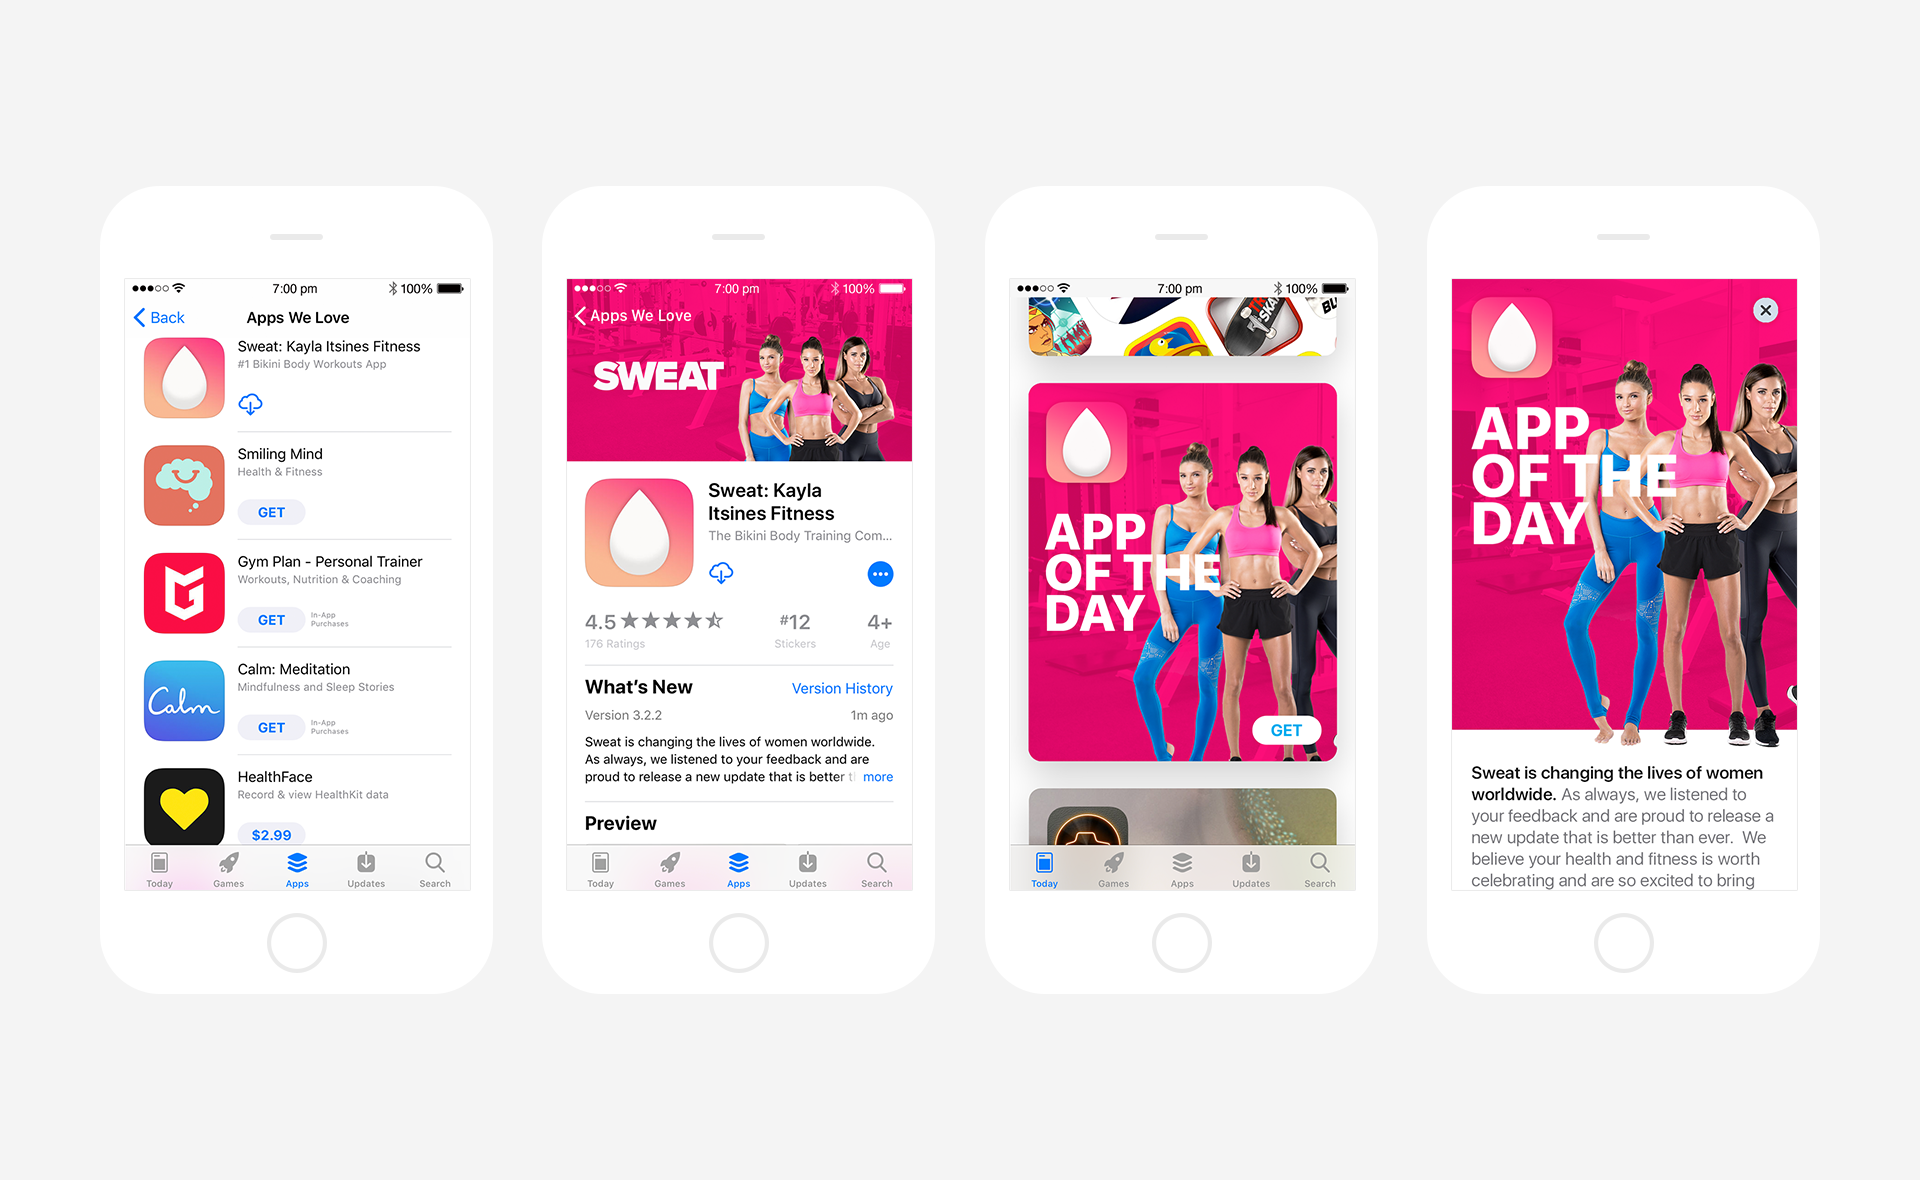 7:00 pm
100%
Back
Apps We Love
Sweat: Kayla Itsines Fitness
#1 Bikini Body Workouts App
Smiling Mind
Health & Fitness
GET
Gym Plan - Personal Trainer
Workouts, Nutrition & Coaching
GET
In-App
Purchases
Calm
Calm: Meditation
Mindfulness and Sleep Stories
GET
In-App
Purchases
HealthFace
Record & view HealthKit data
$2.99
Today
Games
Apps
Updates
Search
7:00 pm
100%
Apps We Love
SWEAT
Sweat: Kayla
Itsines Fitness
The Bikini Body Training Com...
4.5
#12
4+
176 Ratings
Stickers
Age
What's New
Version History
Version 3.2.2
1m ago
Sweat is changing the lives of women worldwide.
As always, we listened to your feedback and are
proud to release a new update that is better t more
Preview
Today
Games
Apps
Updates
Search
7:00 pm
100%
APP
OF THE
DAY
GET
Today
Games
Apps
Updates
Search
APP
OF THE
DAY
Sweat is changing the lives of women
worldwide. As always, we listened to
your feedback and are proud to release a
new update that is better than ever.  We
believe your health and fitness is worth
celebrating and are so excited to bring